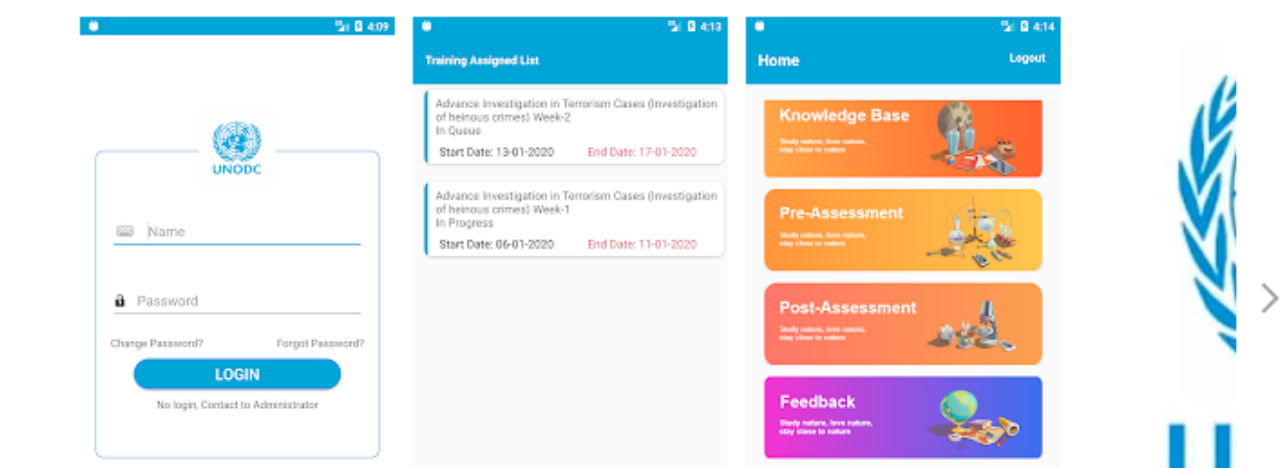 4:09
UNODC
Name
Password
Change Password?
Forgot Password?
LOGIN
No login, Contact to Administrator
4:13
Training Assigned List
Advance Investigation in Terrorism Cases (Investigation
of heinous crimes) Week-2
In Queue
Start Date: 13-01-2020
End Date: 17-01-2020
Advance Investigation in Terrorism Cases (Investigation
of heinous crimes) Week-1
In Progress
Start Date: 06-01-2020
End Date: 11-01-2020
4:14
Home
Logout
Knowledge Base
Study nature, love nature,
stay close to nature
Pre-Assessment
Study nature, love nature,
stay close to nature
Post-Assessment
Study nature, love nature,
stay close to nature
Feedback
Study nature, love nature,
stay close to nature